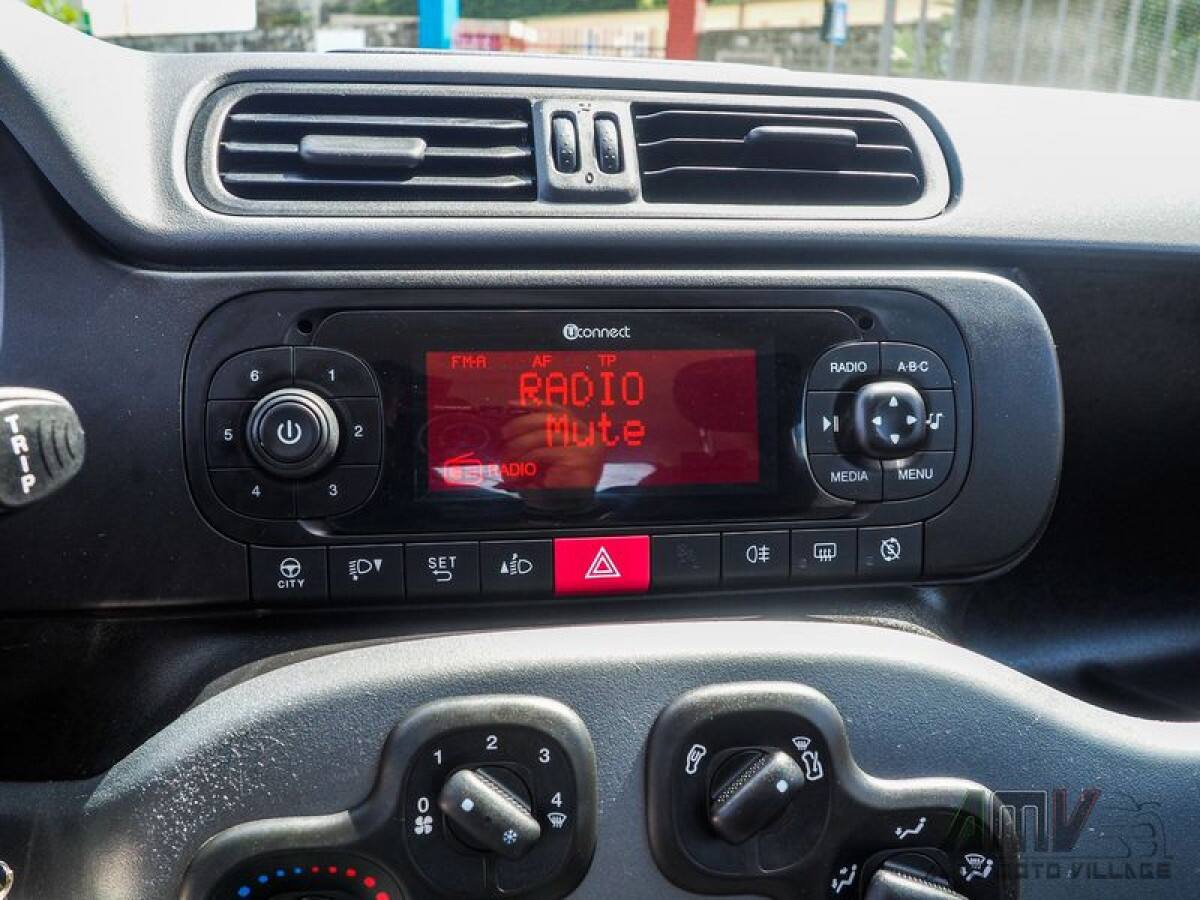 uconnect
FM-A AF TP
RADIO
Mute
RADIO
6 1
5 2
4 3
RADIO A·B·C
MEDIA MENU
TRIP
CITY
SET
0 1 2 3 4
AMV
MOTO VILLAGE